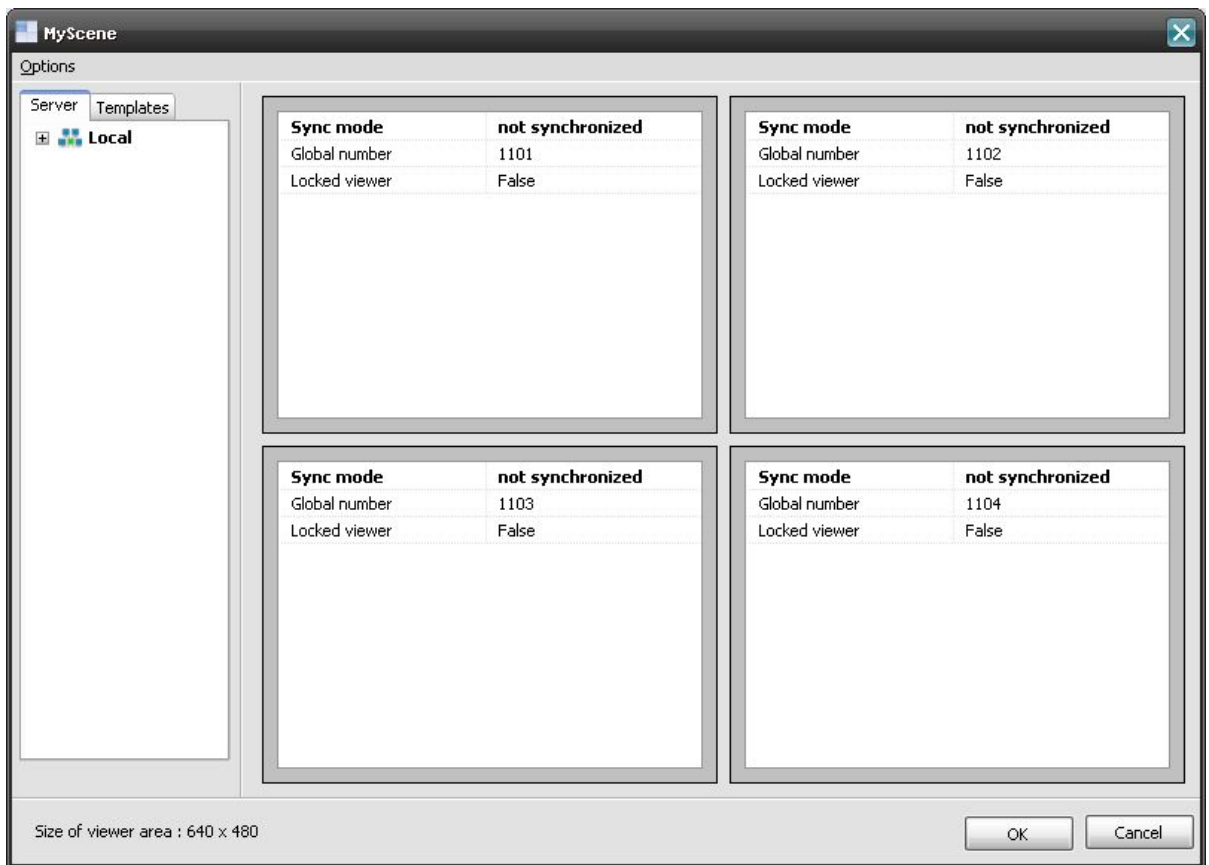 MyScene
Options
Server Templates
Local
Sync mode not synchronized
Global number 1101
Locked viewer False
Sync mode not synchronized
Global number 1102
Locked viewer False
Sync mode not synchronized
Global number 1103
Locked viewer False
Sync mode not synchronized
Global number 1104
Locked viewer False
Size of viewer area : 640 x 480
OK Cancel